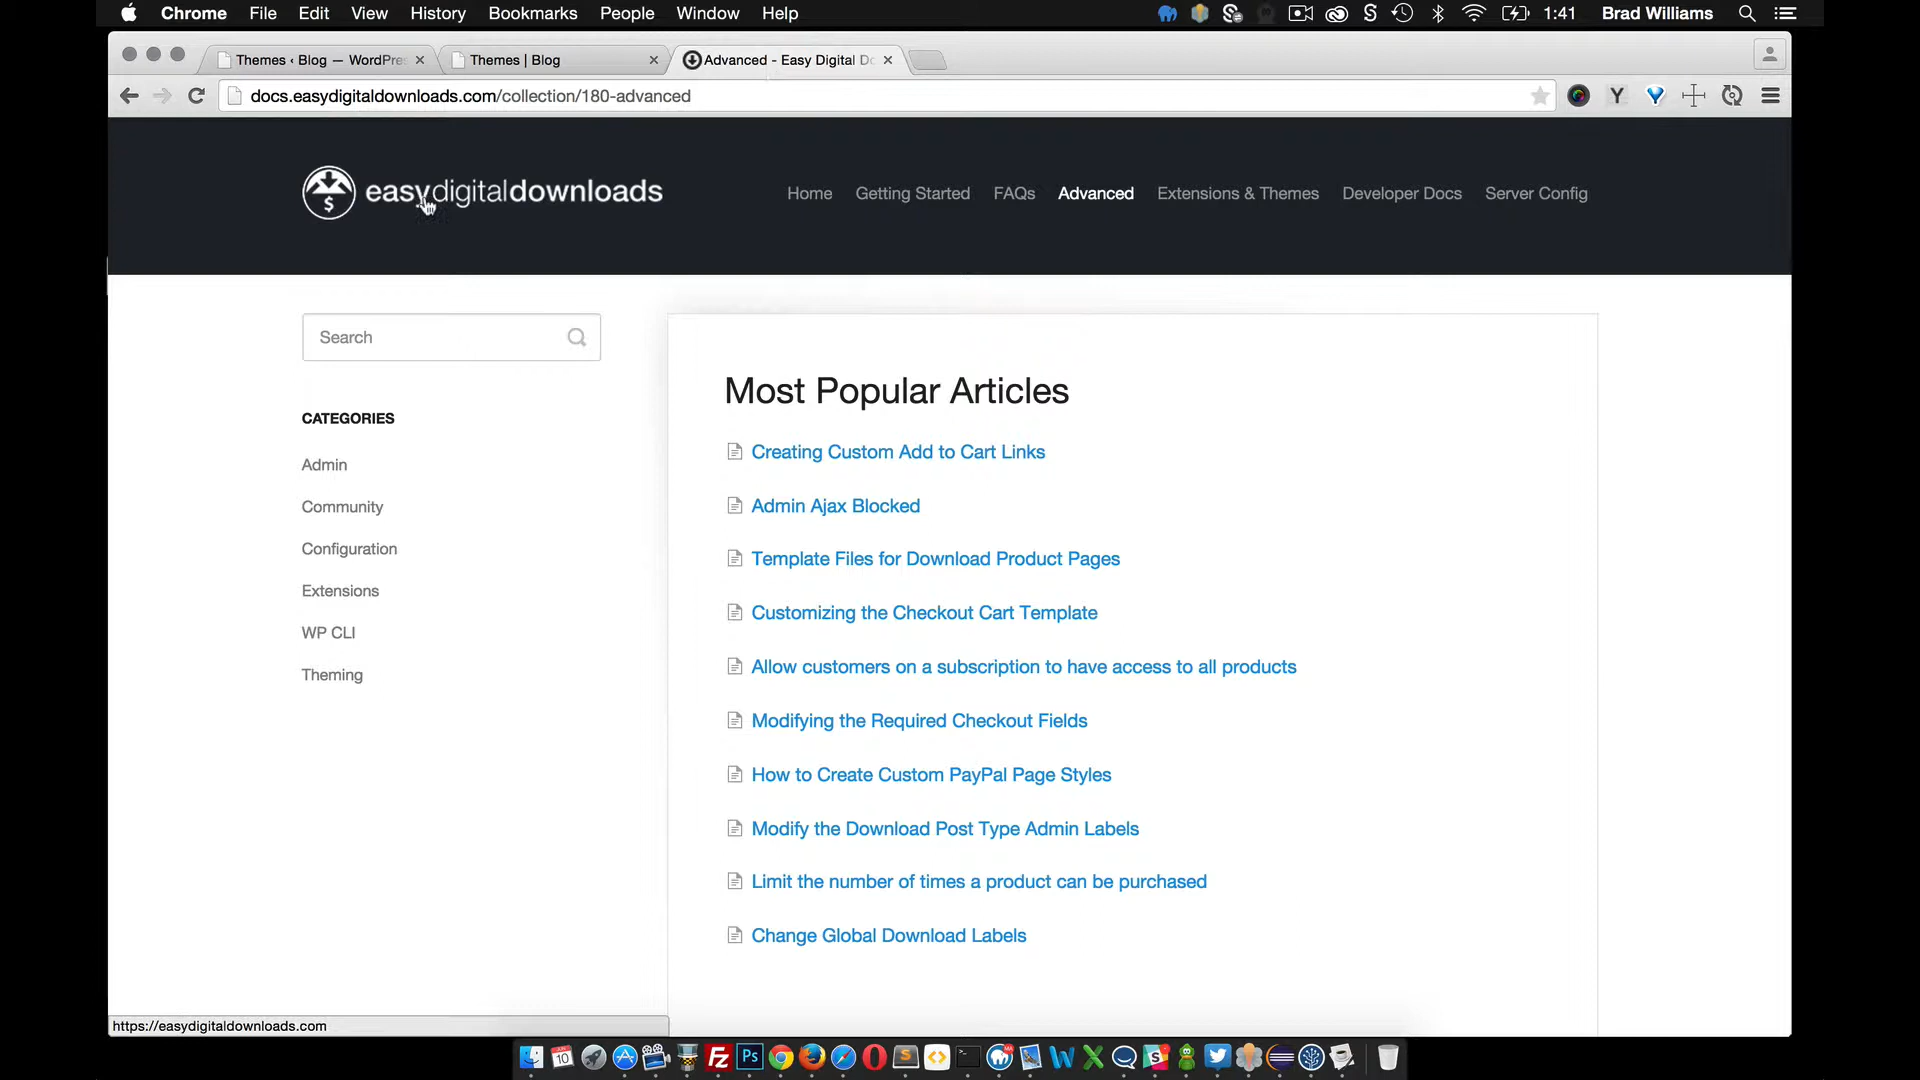 Chrome File Edit View History Bookmarks People Window Help 1:41 Brad Williams
Themes ‹ Blog — WordPres
Themes | Blog
Advanced - Easy Digital Do
docs.easydigitaldownloads.com/collection/180-advanced
easydigitaldownloads
Home Getting Started FAQs Advanced Extensions & Themes Developer Docs Server Config
Search
CATEGORIES
Admin
Community
Configuration
Extensions
WP CLI
Theming
Most Popular Articles
Creating Custom Add to Cart Links
Admin Ajax Blocked
Template Files for Download Product Pages
Customizing the Checkout Cart Template
Allow customers on a subscription to have access to all products
Modifying the Required Checkout Fields
How to Create Custom PayPal Page Styles
Modify the Download Post Type Admin Labels
Limit the number of times a product can be purchased
Change Global Download Labels
https://easydigitaldownloads.com